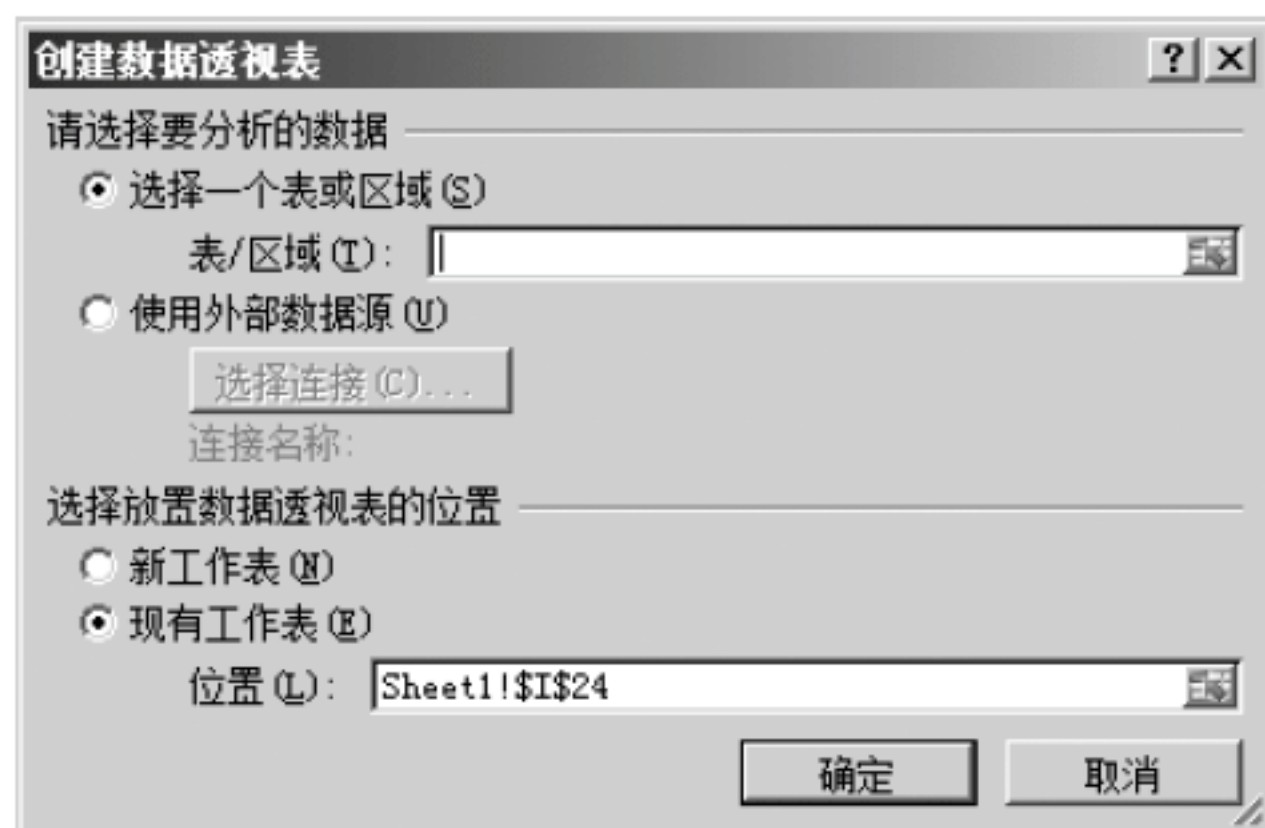 创建数据透视表
请选择要分析的数据
选择一个表或区域(S)
表/区域(T):
使用外部数据源(U)
选择连接(C)...
连接名称:
选择放置数据透视表的位置
新工作表(N)
现有工作表(E)
位置(L): Sheet1!$I$24
确定 取消